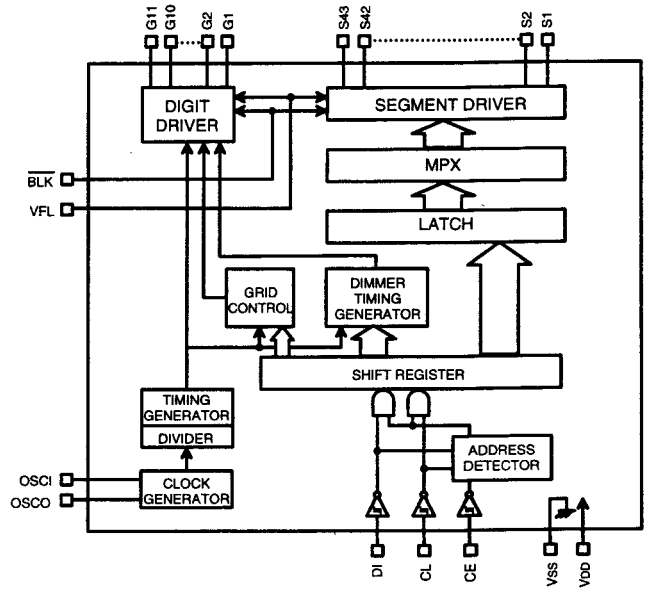 G11 G10 G2 G1 S43 S42 S2 S1
DIGIT
DRIVER
SEGMENT DRIVER
MPX
BLK
VFL
LATCH
GRID
CONTROL
DIMMER
TIMING
GENERATOR
SHIFT REGISTER
TIMING
GENERATOR
DIVIDER
ADDRESS
DETECTOR
OSCI
OSCO
CLOCK
GENERATOR
DI CL CE VSS VDD